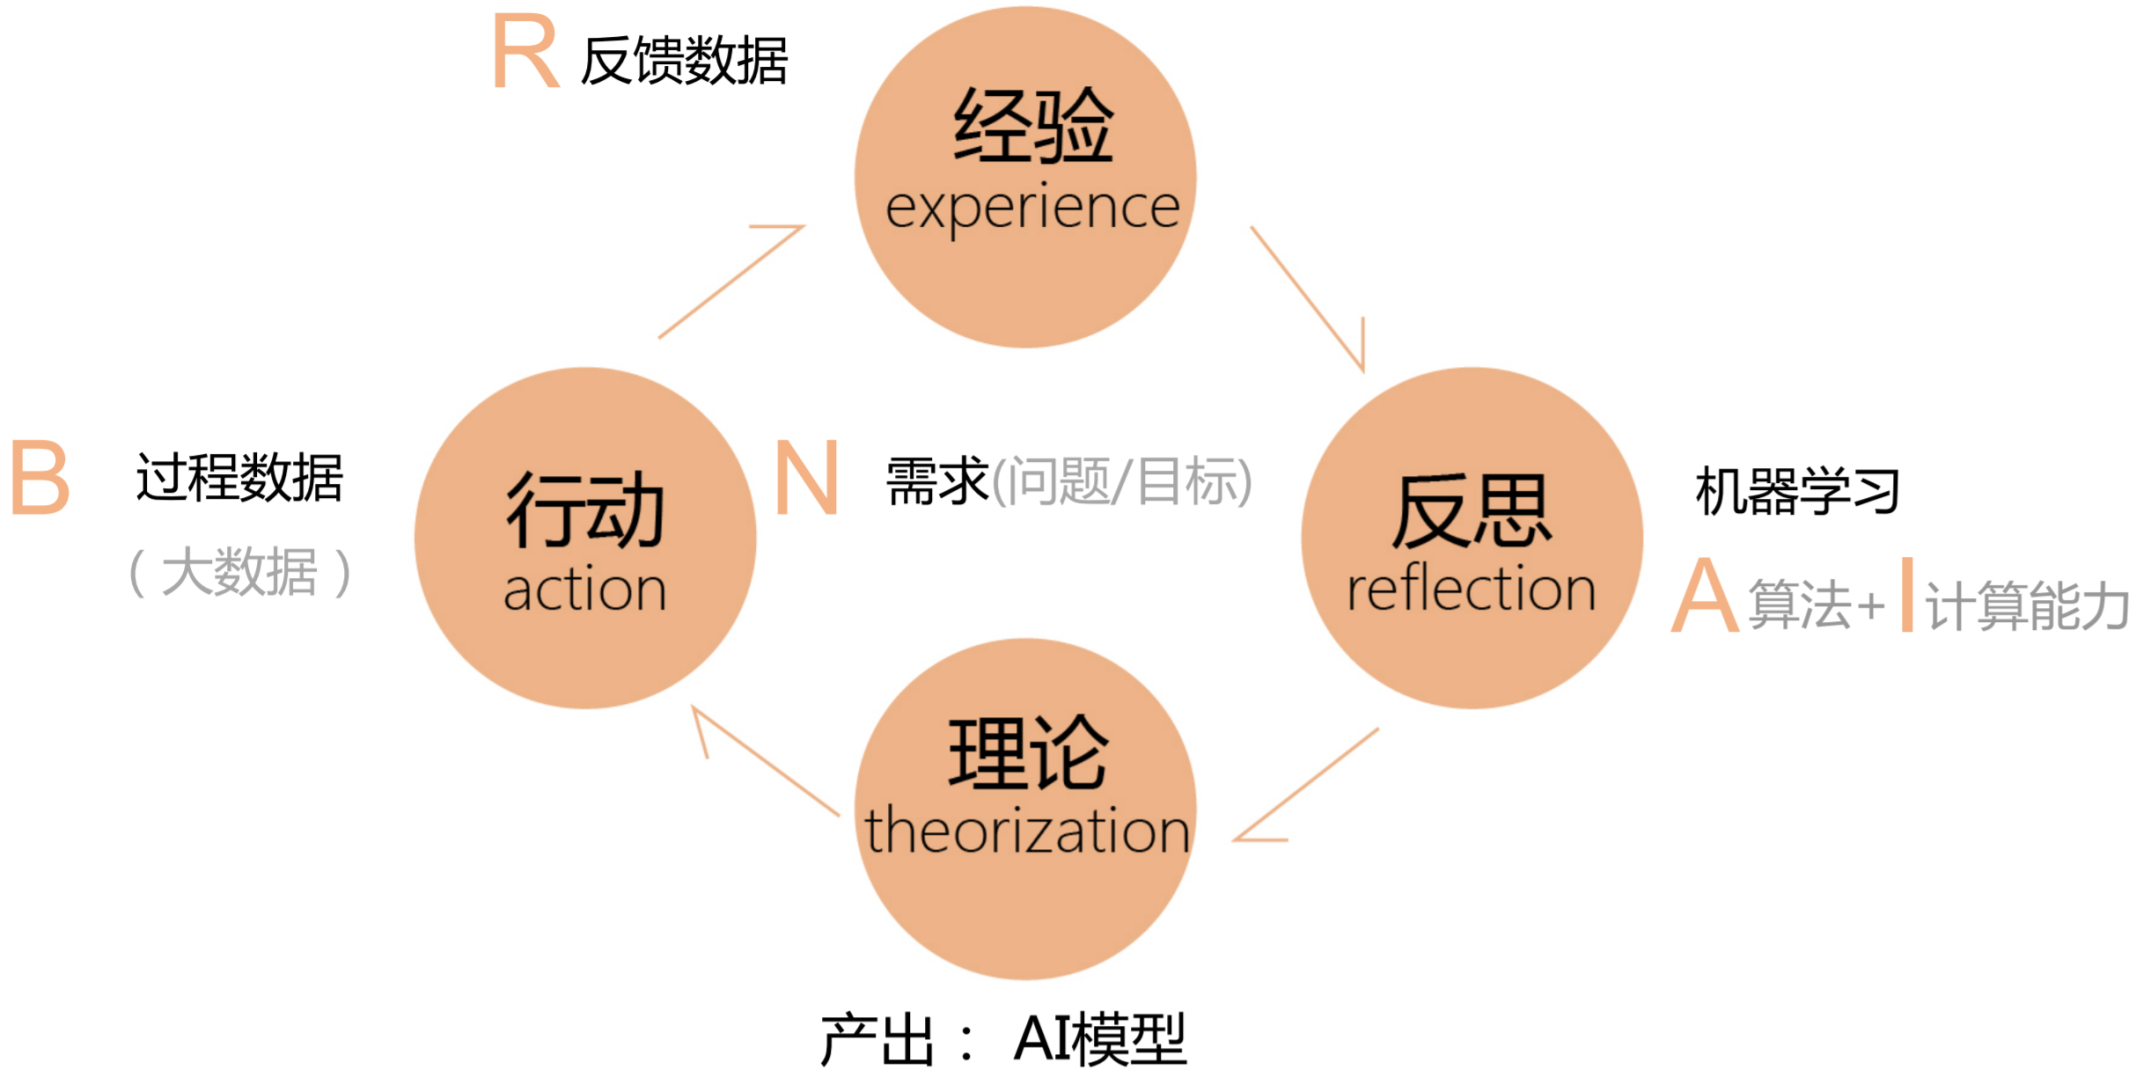 R 反馈数据
经验
experience
B 过程数据
（大数据）
行动
action
N 需求(问题/目标)
反思
reflection
机器学习
A 算法+I 计算能力
理论
theorization
产出： AI模型